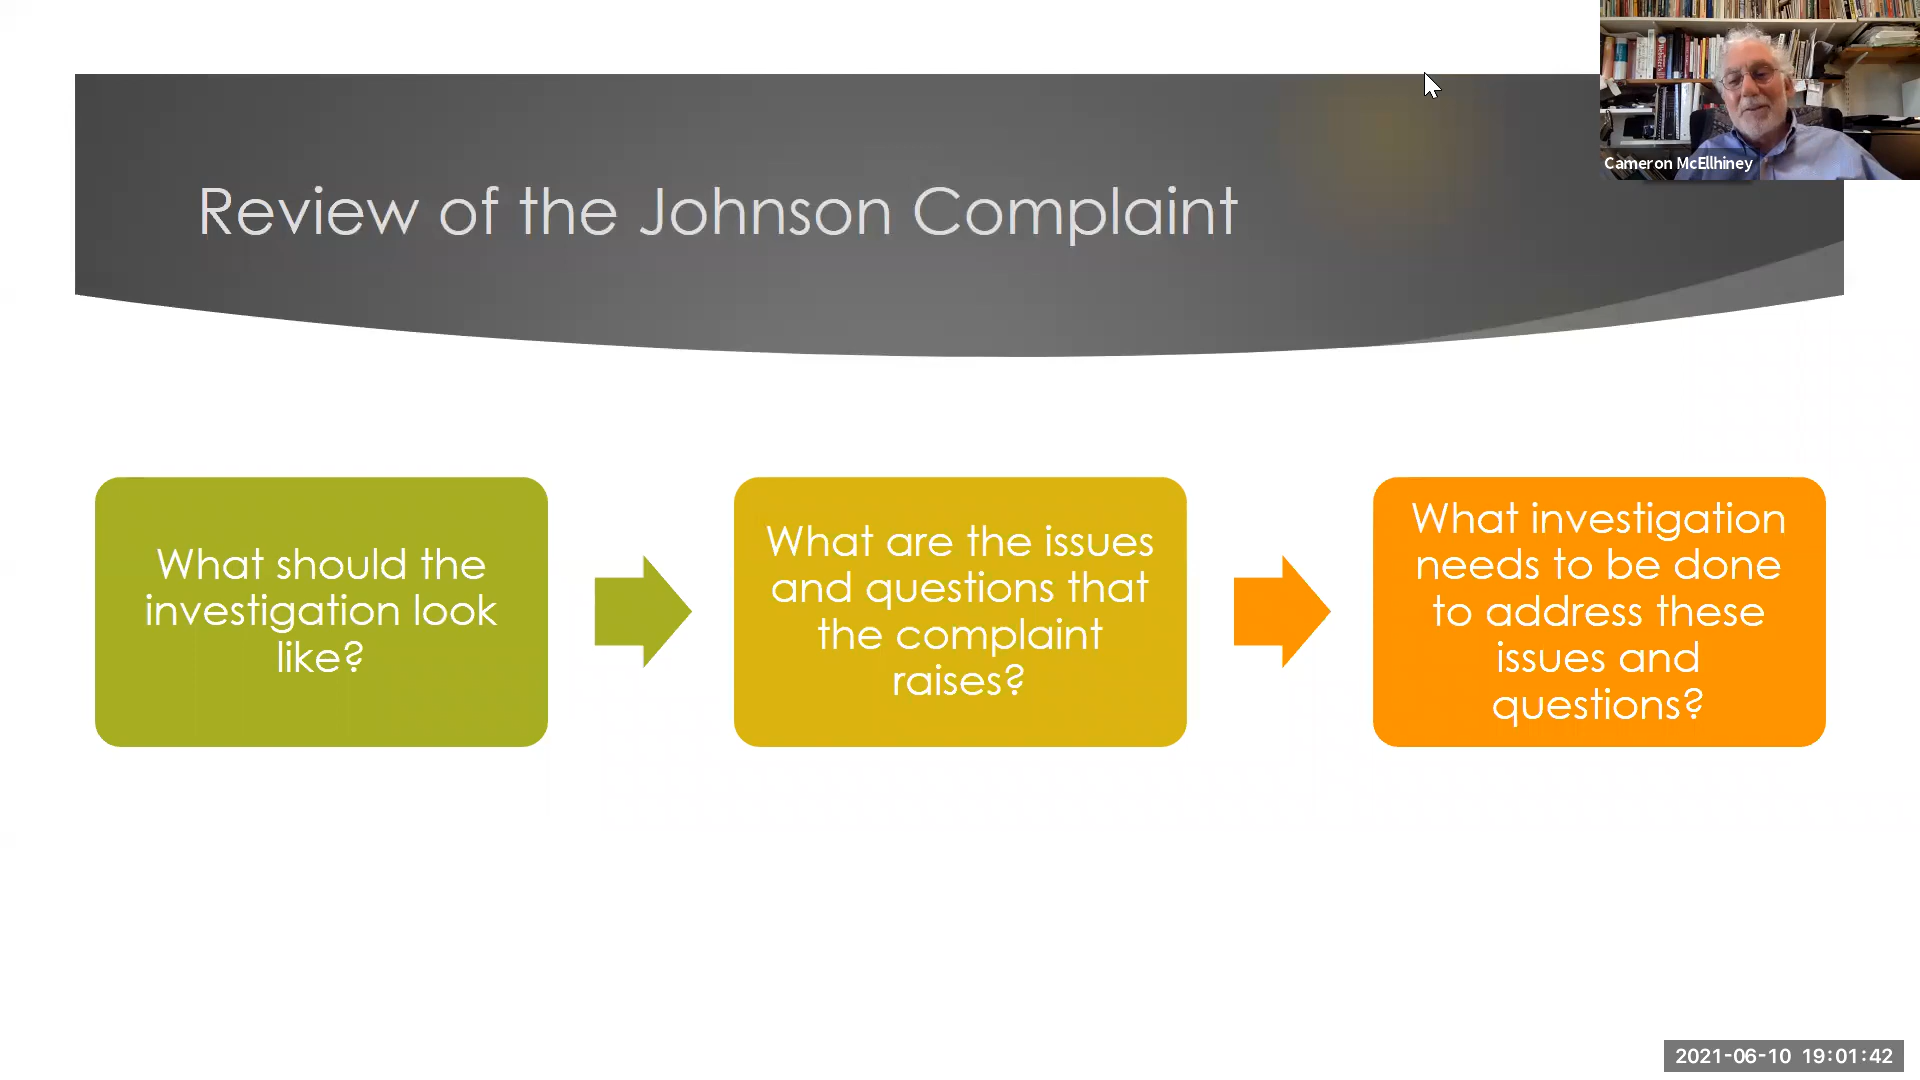 Cameron McEllhiney
Review of the Johnson Complaint
What should the
investigation look
like?
What are the issues
and questions that
the complaint
raises?
What investigation
needs to be done
to address these
issues and
questions?
2021-06-10 19:01:42